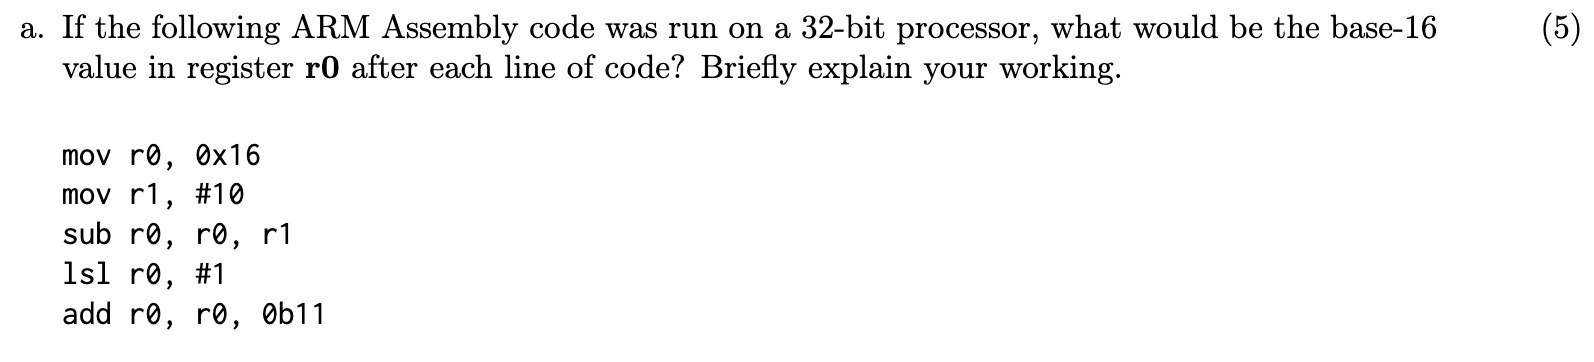 a. If the following ARM Assembly code was run on a 32-bit processor, what would be the base-16 (5)
value in register r0 after each line of code? Briefly explain your working.
mov r0, 0x16
mov r1, #10
sub r0, r0, r1
lsl r0, #1
add r0, r0, 0b11